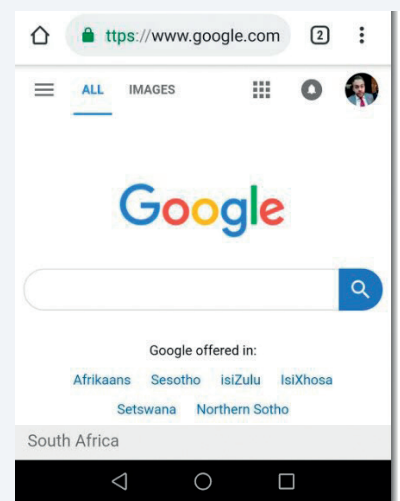 ttps://www.google.com 2
ALL IMAGES
Google
Google offered in:
Afrikaans Sesotho isiZulu IsiXhosa
Setswana Northern Sotho
South Africa